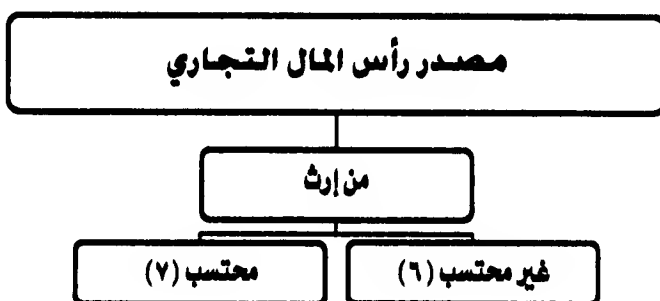 مصدر رأس المال التجاري
من إرث
غير محتسب (٦)
محتسب (٧)